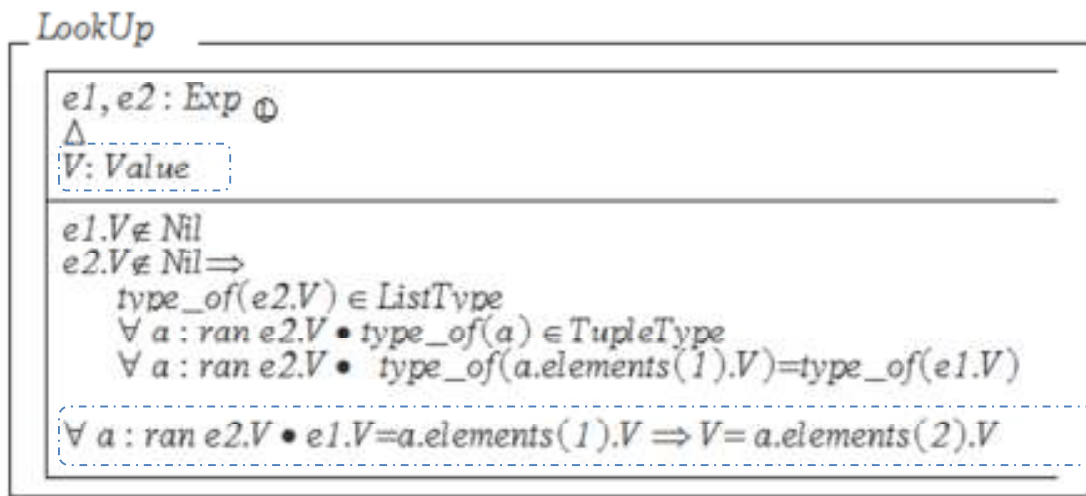 LookUp
e1, e2 : Exp ①
Δ
V: Value
e1.V∉ Nil
e2.V∉ Nil⟹
type_of(e2.V) ∈ ListType
∀ a : ran e2.V • type_of(a) ∈ TupleType
∀ a : ran e2.V • type_of(a.elements(1).V)=type_of(e1.V)
∀ a : ran e2.V • e1.V=a.elements(1).V ⟹ V= a.elements(2).V